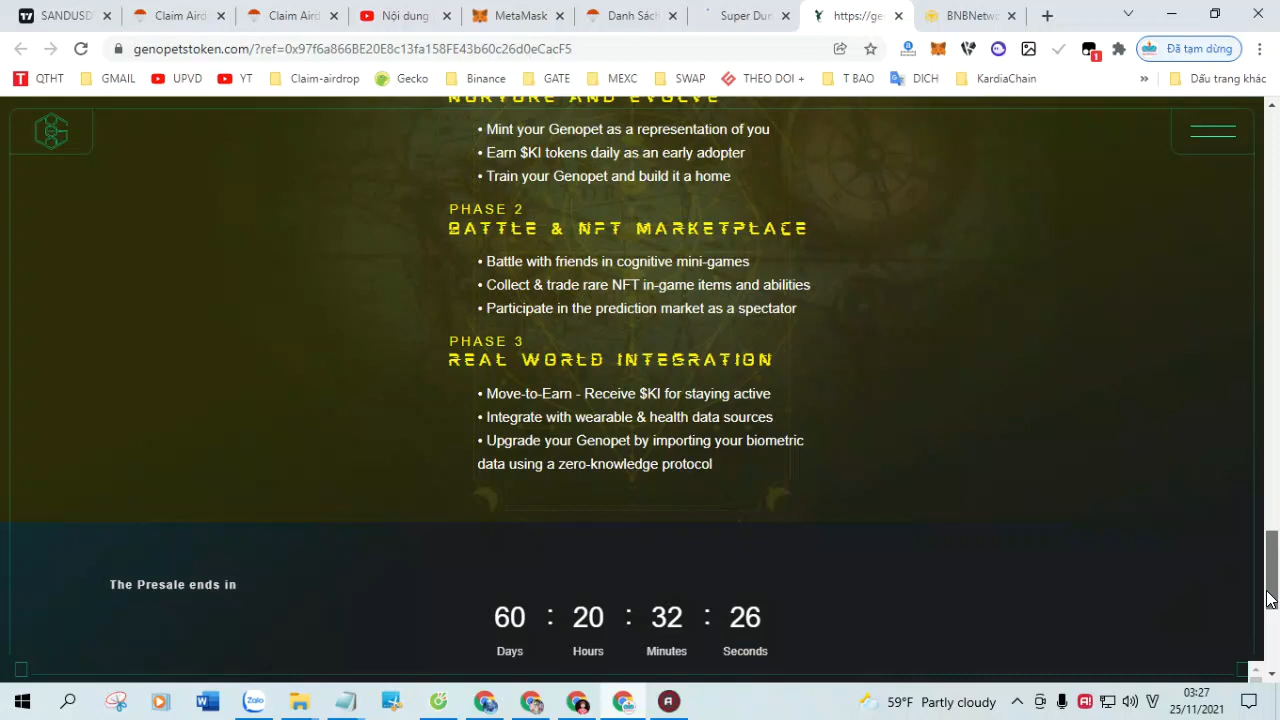 SANDUSD
Claim Aird
Claim Aird
Nội dung
MetaMask
Danh Sách
Super Dun
https://ge
BNBNetwo
genopetstoken.com/?ref=0x97f6a866BE20E8c13fa158FE43b60c26d0eCacF5
Đã tạm dừng
QTHT
GMAIL
UPVD
YT
Claim-airdrop
Gecko
Binance
GATE
MEXC
SWAP
THEO DOI +
T BAO
DICH
KardiaChain
»
Dấu trang khác
NURTURE AND EVOLVE
• Mint your Genopet as a representation of you
• Earn $KI tokens daily as an early adopter
• Train your Genopet and build it a home
PHASE 2
BATTLE & NFT MARKETPLACE
• Battle with friends in cognitive mini-games
• Collect & trade rare NFT in-game items and abilities
• Participate in the prediction market as a spectator
PHASE 3
REAL WORLD INTEGRATION
• Move-to-Earn - Receive $KI for staying active
• Integrate with wearable & health data sources
• Upgrade your Genopet by importing your biometric
data using a zero-knowledge protocol
The Presale ends in
60 : 20 : 32 : 26
Days Hours Minutes Seconds
Zalo
59°F Partly cloudy
03:27
25/11/2021